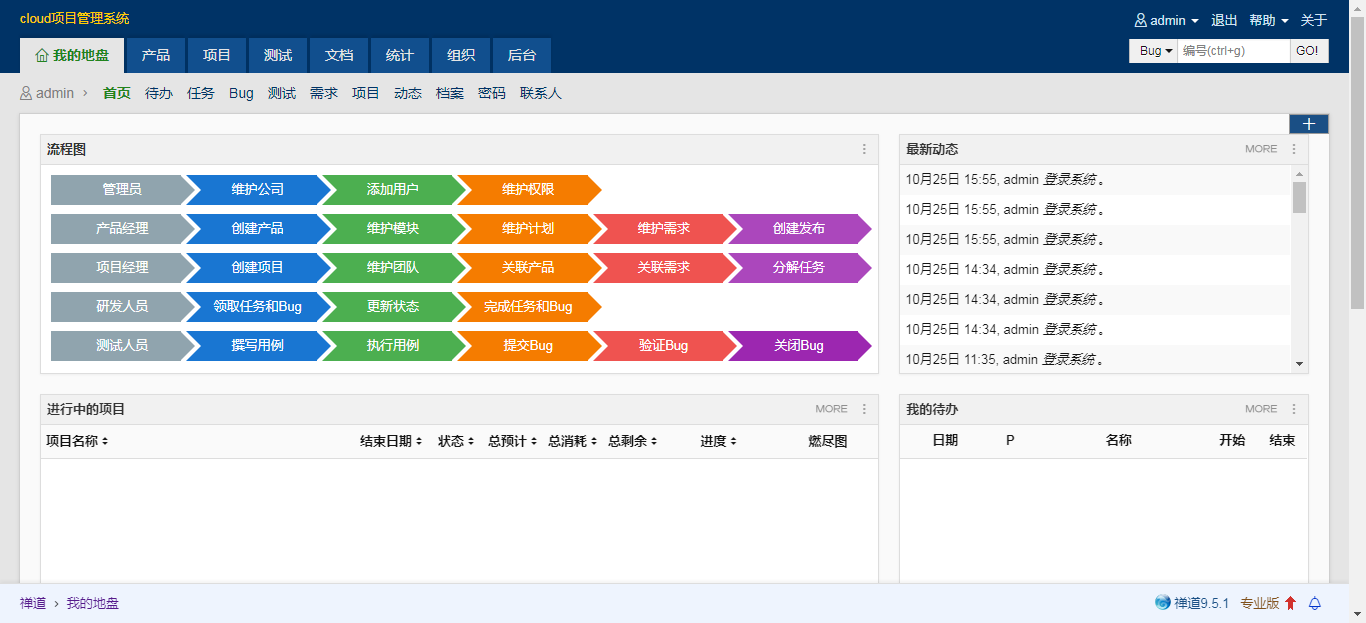 cloud项目管理系统
admin 退出 帮助 关于
我的地盘 产品 项目 测试 文档 统计 组织 后台
Bug 编号(ctrl+g) GO!
admin › 首页 待办 任务 Bug 测试 需求 项目 动态 档案 密码 联系人
流程图
管理员 维护公司 添加用户 维护权限
产品经理 创建产品 维护模块 维护计划 维护需求 创建发布
项目经理 创建项目 维护团队 关联产品 关联需求 分解任务
研发人员 领取任务和Bug 更新状态 完成任务和Bug
测试人员 撰写用例 执行用例 提交Bug 验证Bug 关闭Bug
最新动态 MORE
10月25日 15:55, admin 登录系统 。
10月25日 15:55, admin 登录系统 。
10月25日 15:55, admin 登录系统 。
10月25日 14:34, admin 登录系统 。
10月25日 14:34, admin 登录系统 。
10月25日 14:34, admin 登录系统 。
10月25日 11:35, admin 登录系统 。
进行中的项目 MORE
项目名称 结束日期 状态 总预计 总消耗 总剩余 进度 燃尽图
我的待办 MORE
日期 P 名称 开始 结束
禅道 › 我的地盘
禅道9.5.1 专业版